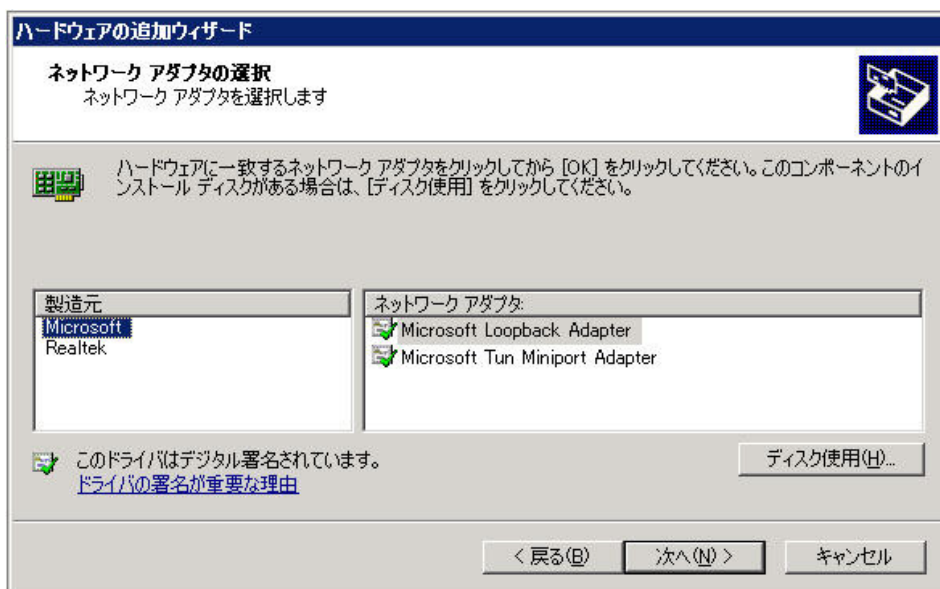 ハードウェアの追加ウィザード
ネットワーク アダプタの選択
ネットワーク アダプタを選択します
ハードウェアに一致するネットワーク アダプタをクリックしてから [OK] をクリックしてください。このコンポーネントのイ
ンストール ディスクがある場合は、[ディスク使用] をクリックしてください。
製造元
Microsoft
Realtek
ネットワーク アダプタ:
Microsoft Loopback Adapter
Microsoft Tun Miniport Adapter
このドライバはデジタル署名されています。
ドライバの署名が重要な理由
ディスク使用(H)...
< 戻る(B)
次へ(N) >
キャンセル